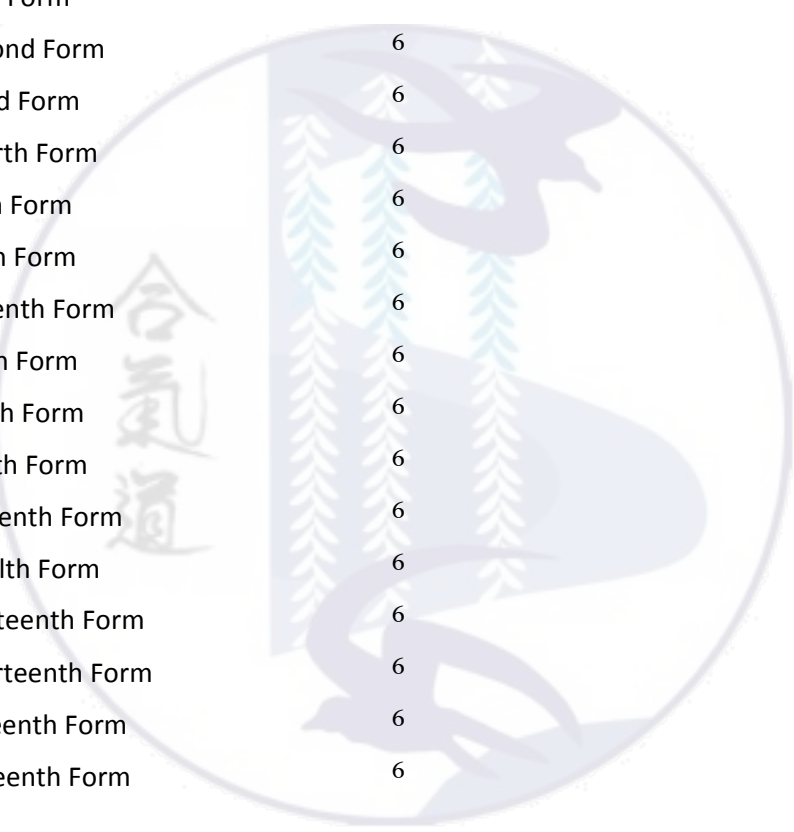 Form
ond Form 6
d Form 6
rth Form 6
Form 6
Form 6
enth Form 6
Form 6
h Form 6
th Form 6
enth Form 6
lth Form 6
teenth Form 6
rteenth Form 6
eenth Form 6
eenth Form 6
合氣道